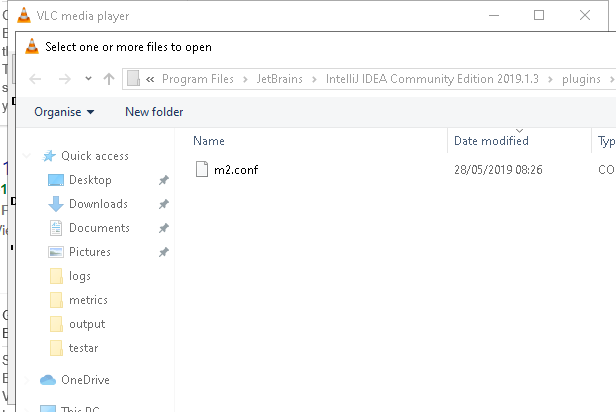 VLC media player
Select one or more files to open
« Program Files > JetBrains > IntelliJ IDEA Community Edition 2019.1.3 > plugins >
Organise New folder
Name Date modified Typ
m2.conf 28/05/2019 08:26 CO
Quick access
Desktop
Downloads
Documents
Pictures
logs
metrics
output
testar
OneDrive
This PC